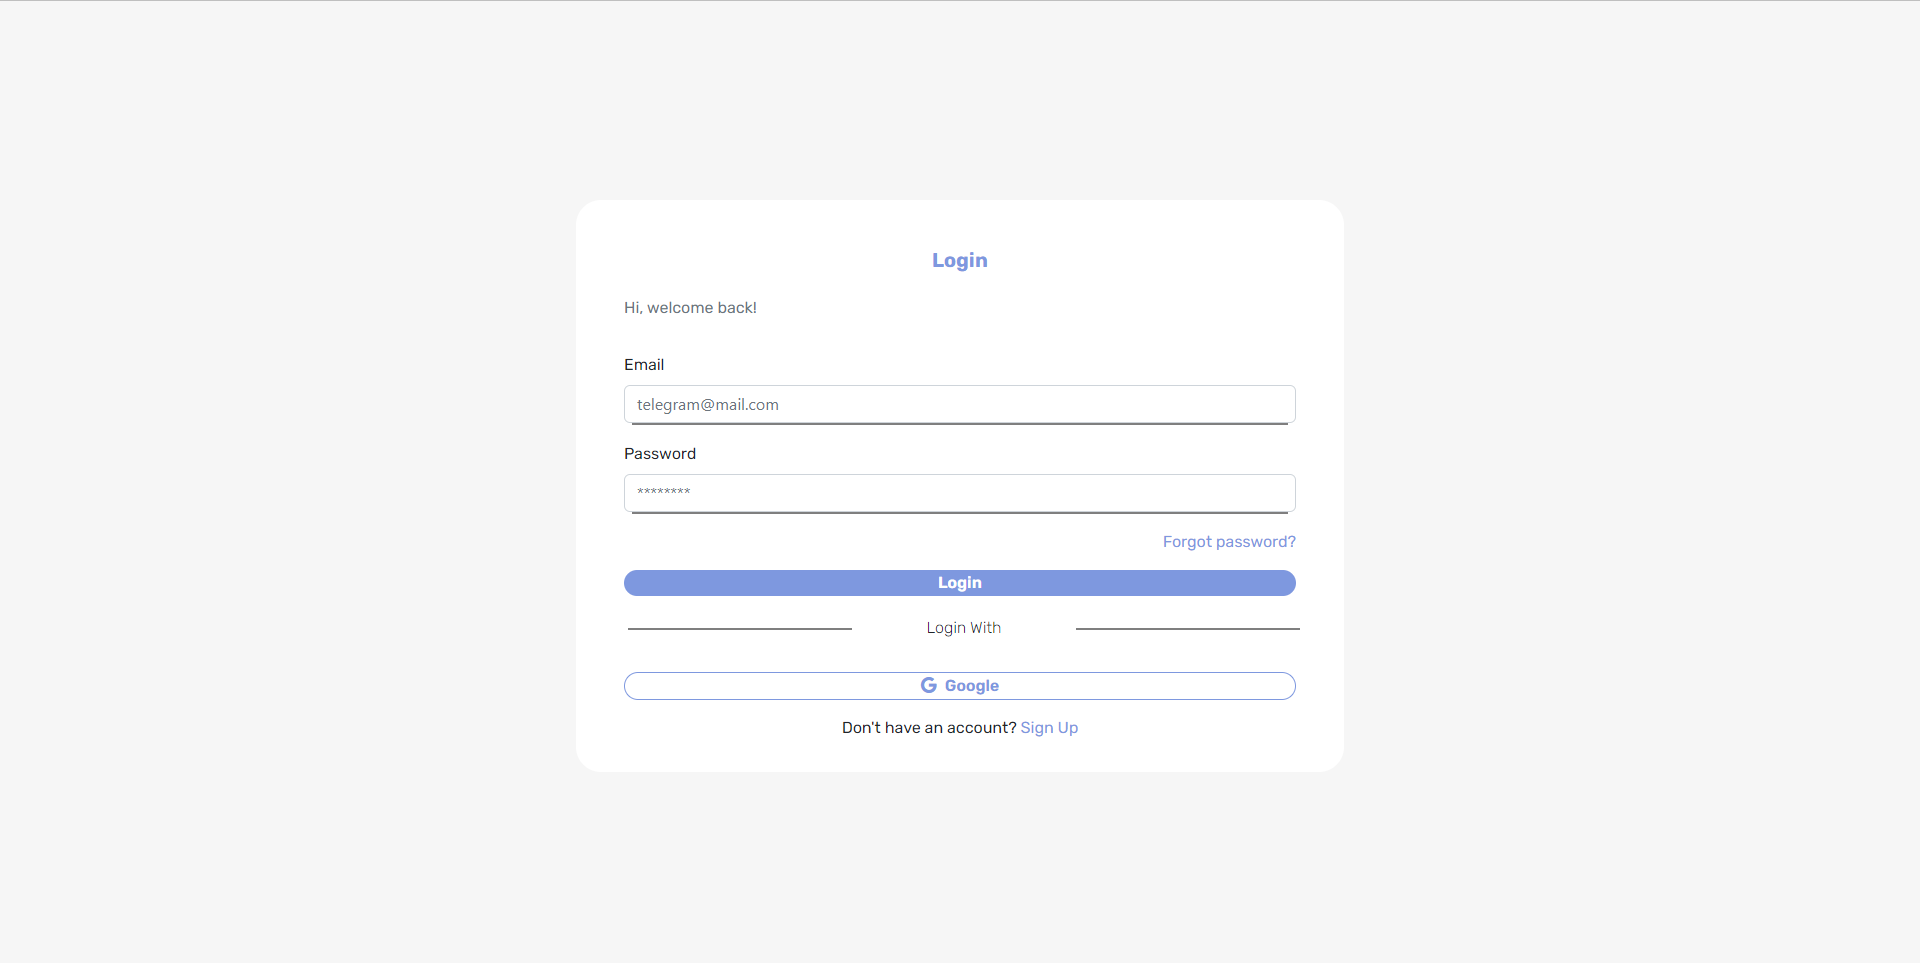 Login
Hi, welcome back!
Email
telegram@mail.com
Password
********
Forgot password?
Login
Login With
Google
Don't have an account? Sign Up